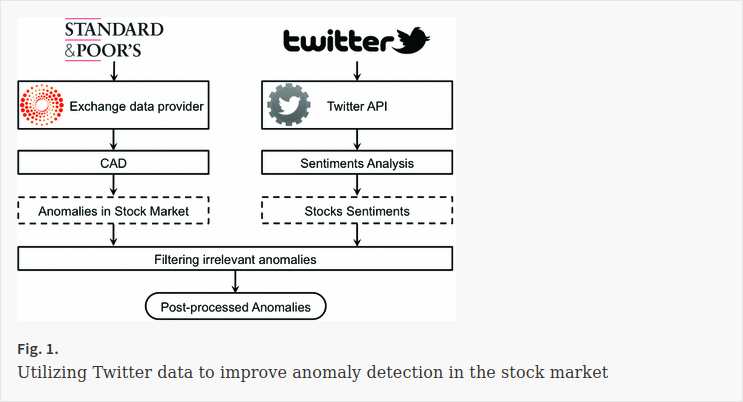 STANDARD
&POOR'S
twitter
Exchange data provider
Twitter API
CAD
Sentiments Analysis
Anomalies in Stock Market
Stocks Sentiments
Filtering irrelevant anomalies
Post-processed Anomalies
Fig. 1.
Utilizing Twitter data to improve anomaly detection in the stock market